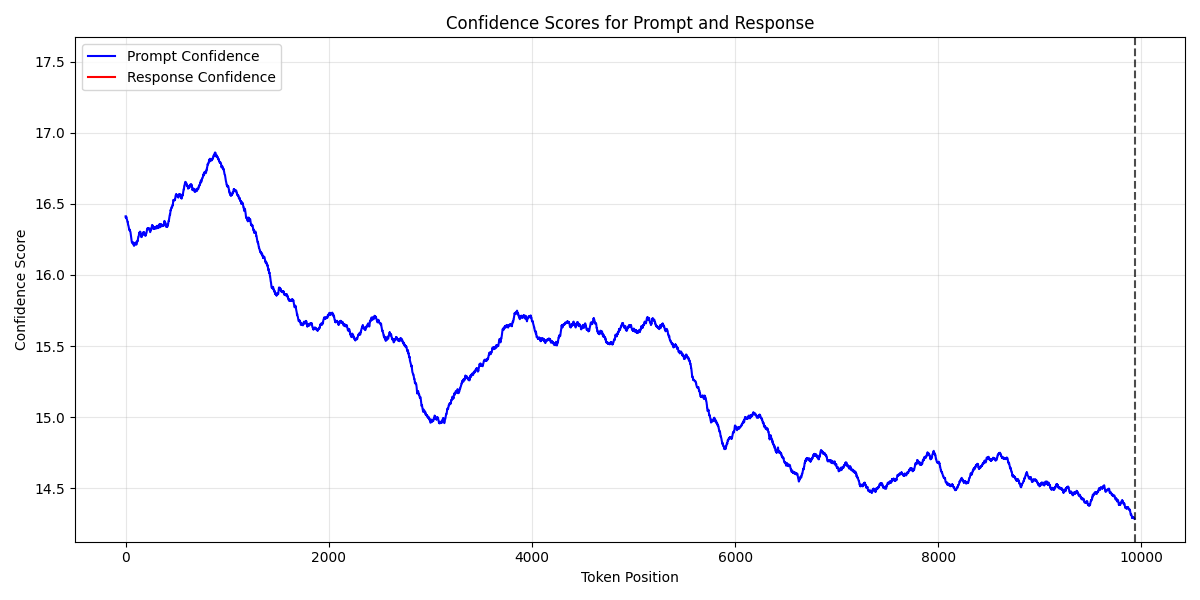 Confidence Scores for Prompt and Response
Prompt Confidence
Response Confidence
Confidence Score
17.5
17.0
16.5
16.0
15.5
15.0
14.5
0 2000 4000 6000 8000 10000
Token Position